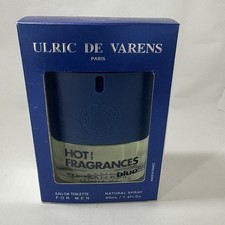 ULRIC DE VARENS
PARIS
HOT!
FRAGRANCES
blue
EAU DE TOILETTE
FOR MEN
NATURAL SPRAY